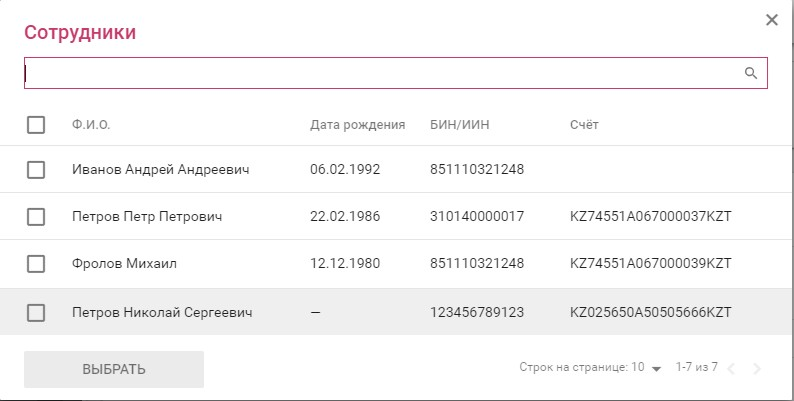 Сотрудники
Ф.И.О. Дата рождения БИН/ИИН Счёт
Иванов Андрей Андреевич 06.02.1992 851110321248
Петров Петр Петрович 22.02.1986 310140000017 KZ74551A067000037KZT
Фролов Михаил 12.12.1980 851110321248 KZ74551A067000039KZT
Петров Николай Сергеевич — 123456789123 KZ025650A50505666KZT
ВЫБРАТЬ Строк на странице: 10 1-7 из 7